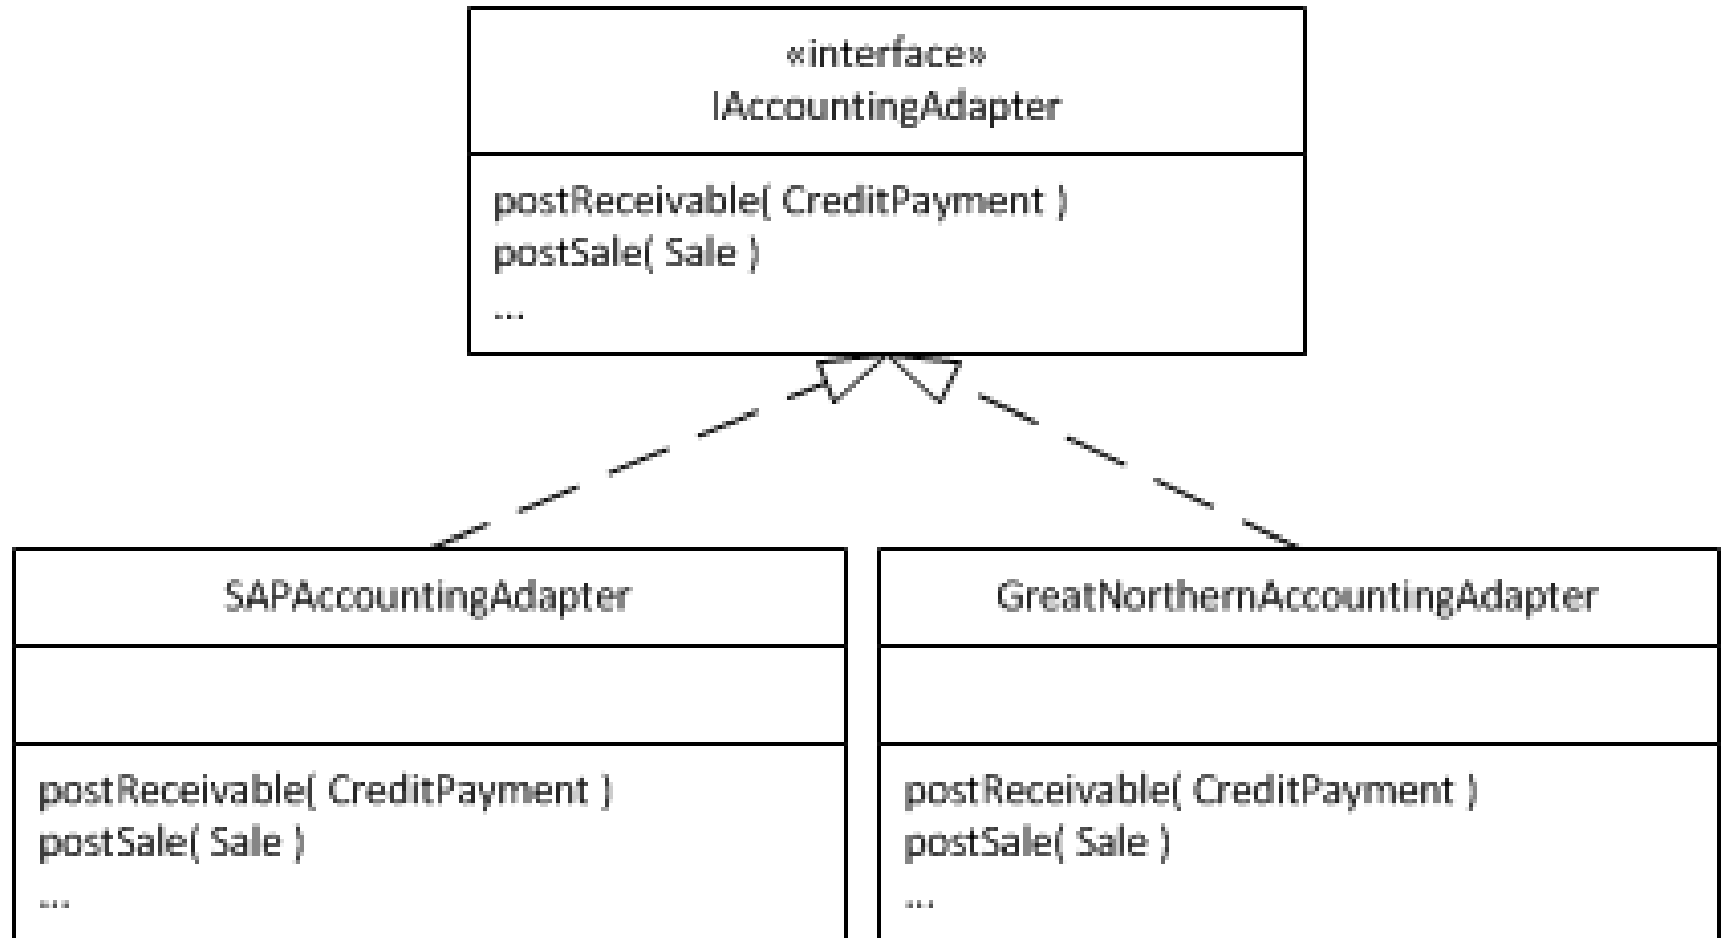 «interface»
IAccountingAdapter
postReceivable( CreditPayment )
postSale( Sale )
...
SAPAccountingAdapter
postReceivable( CreditPayment )
postSale( Sale )
...
GreatNorthernAccountingAdapter
postReceivable( CreditPayment )
postSale( Sale )
...